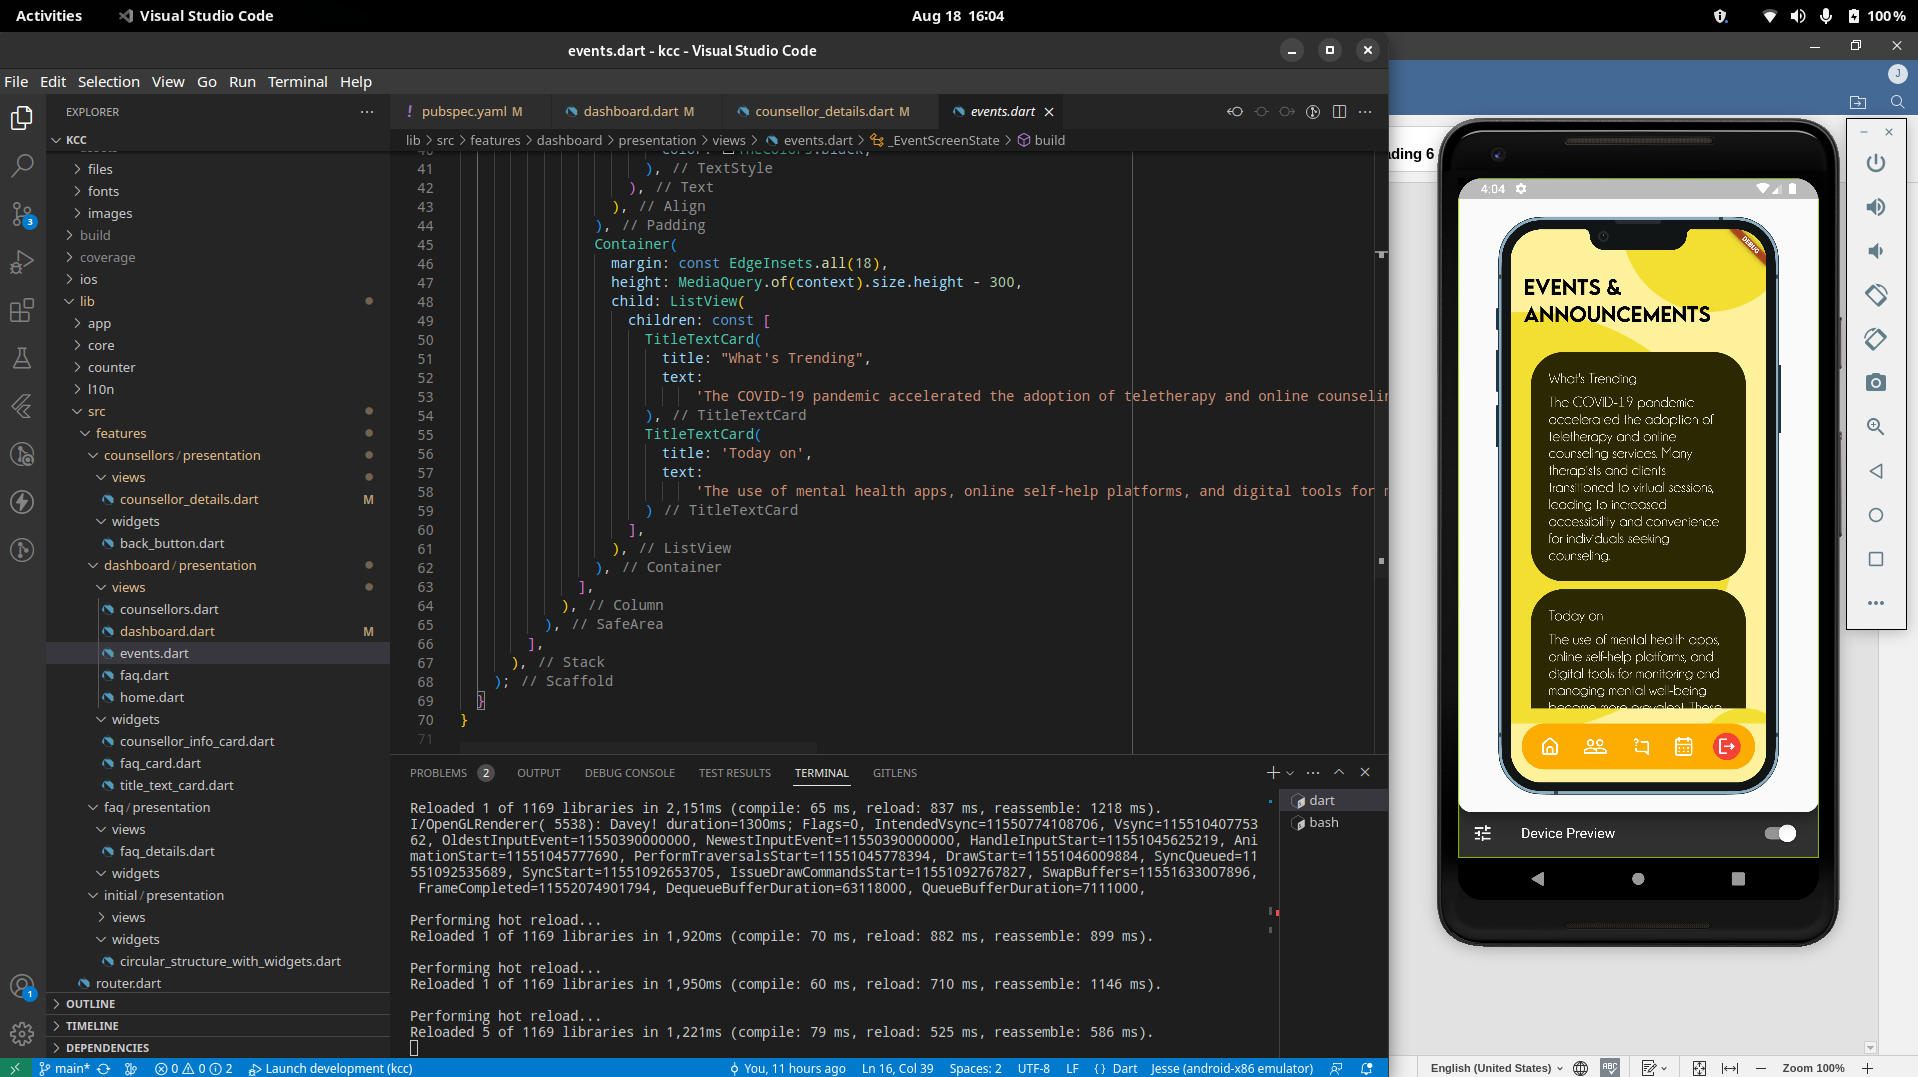 Activities
Visual Studio Code
Aug 18 16:04
100 %
events.dart - kcc - Visual Studio Code
File Edit Selection View Go Run Terminal Help
EXPLORER
KCC
files
fonts
images
build
coverage
ios
lib
app
core
counter
l10n
src
features
counsellors / presentation
views
counsellor_details.dart M
widgets
back_button.dart
dashboard / presentation
views
counsellors.dart
dashboard.dart M
events.dart
faq.dart
home.dart
widgets
counsellor_info_card.dart
faq_card.dart
title_text_card.dart
faq / presentation
views
faq_details.dart
widgets
initial / presentation
views
widgets
circular_structure_with_widgets.dart
router.dart
OUTLINE
TIMELINE
DEPENDENCIES
3
1
! pubspec.yaml M
dashboard.dart M
counsellor_details.dart M
events.dart
lib > src > features > dashboard > presentation > views > events.dart > _EventScreenState > build
41 ), // TextStyle
42 ), // Text
43 ), // Align
44 ), // Padding
45 Container(
46 margin: const EdgeInsets.all(18),
47 height: MediaQuery.of(context).size.height - 300,
48 child: ListView(
49 children: const [
50 TitleTextCard(
51 title: "What's Trending",
52 text:
53 'The COVID-19 pandemic accelerated the adoption of teletherapy and online
54 ), // TitleTextCard
55 TitleTextCard(
56 title: 'Today on',
57 text:
58 'The use of mental health apps, online self-help platforms, and digital tools for
59 ) // TitleTextCard
60 ],
61 ), // ListView
62 ), // Container
63 ],
64 ), // Column
65 ), // SafeArea
66 ],
67 ), // Stack
68 ); // Scaffold
69 }
70 }
71
PROBLEMS 2 OUTPUT DEBUG CONSOLE TEST RESULTS TERMINAL GITLENS
Reloaded 1 of 1169 libraries in 2,151ms (compile: 65 ms, reload: 837 ms, reassemble: 1218 ms).
I/OpenGLRenderer( 5538): Davey! duration=1300ms; Flags=0, IntendedVsync=11550774108706, Vsync=115510407753
62, OldestInputEvent=11550390000000, NewestInputEvent=11550390000000, HandleInputStart=11551045625219, Ani
mationStart=11551045777690, PerformTraversalsStart=11551045778394, DrawStart=11551046009884, SyncQueued=11
551092535689, SyncStart=11551092653705, IssueDrawCommandsStart=11551092767827, SwapBuffers=11551633007896,
FrameCompleted=11552074901794, DequeueBufferDuration=63118000, QueueBufferDuration=7111000,
Performing hot reload...
Reloaded 1 of 1169 libraries in 1,920ms (compile: 70 ms, reload: 882 ms, reassemble: 899 ms).
Performing hot reload...
Reloaded 1 of 1169 libraries in 1,950ms (compile: 60 ms, reload: 710 ms, reassemble: 1146 ms).
Performing hot reload...
Reloaded 5 of 1169 libraries in 1,221ms (compile: 79 ms, reload: 525 ms, reassemble: 586 ms).
dart
bash
main* 0 0 2 Launch development (kcc)
You, 11 hours ago Ln 16, Col 39 Spaces: 2 UTF-8 LF { } Dart Jesse (android-x86 emulator)
J
ading 6
4:04
DEBUG
EVENTS &
ANNOUNCEMENTS
What's Trending
The COVID-19 pandemic
accelerated the adoption of
teletherapy and online
counseling services. Many
therapists and clients
transitioned to virtual sessions,
leading to increased
accessibility and convenience
for individuals seeking
counseling.
Today on
The use of mental health apps,
online self-help platforms, and
digital tools for monitoring and
managing mental well-being
become more prevalent. These
Device Preview
English (United States)
ABC
Zoom 100%